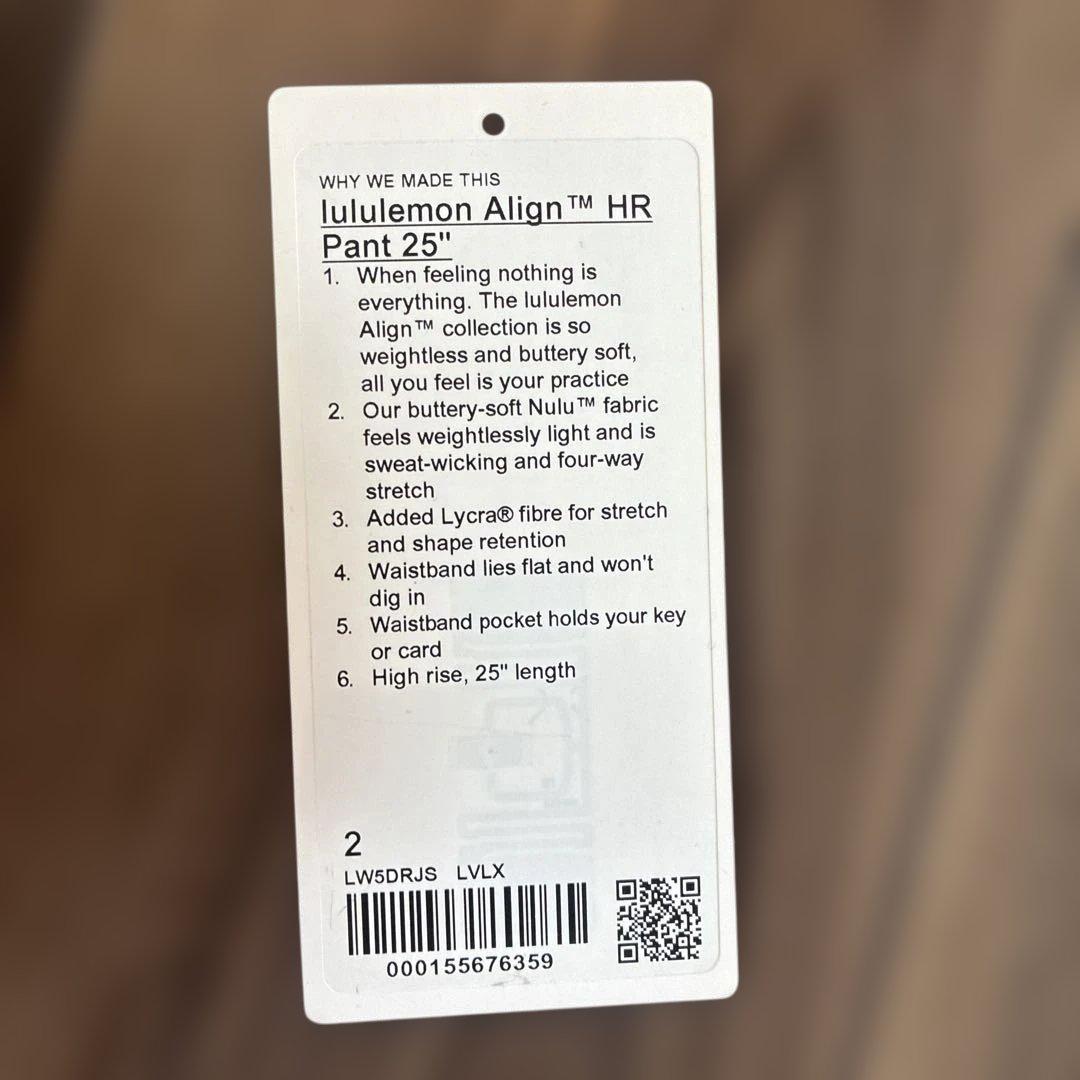 WHY WE MADE THIS
lululemon Align™ HR
Pant 25"
1. When feeling nothing is
everything. The lululemon
Align™ collection is so
weightless and buttery soft,
all you feel is your practice
2. Our buttery-soft Nulu™ fabric
feels weightlessly light and is
sweat-wicking and four-way
stretch
3. Added Lycra® fibre for stretch
and shape retention
4. Waistband lies flat and won't
dig in
5. Waistband pocket holds your key
or card
6. High rise, 25" length
2
LW5DRJS LVLX
000155676359